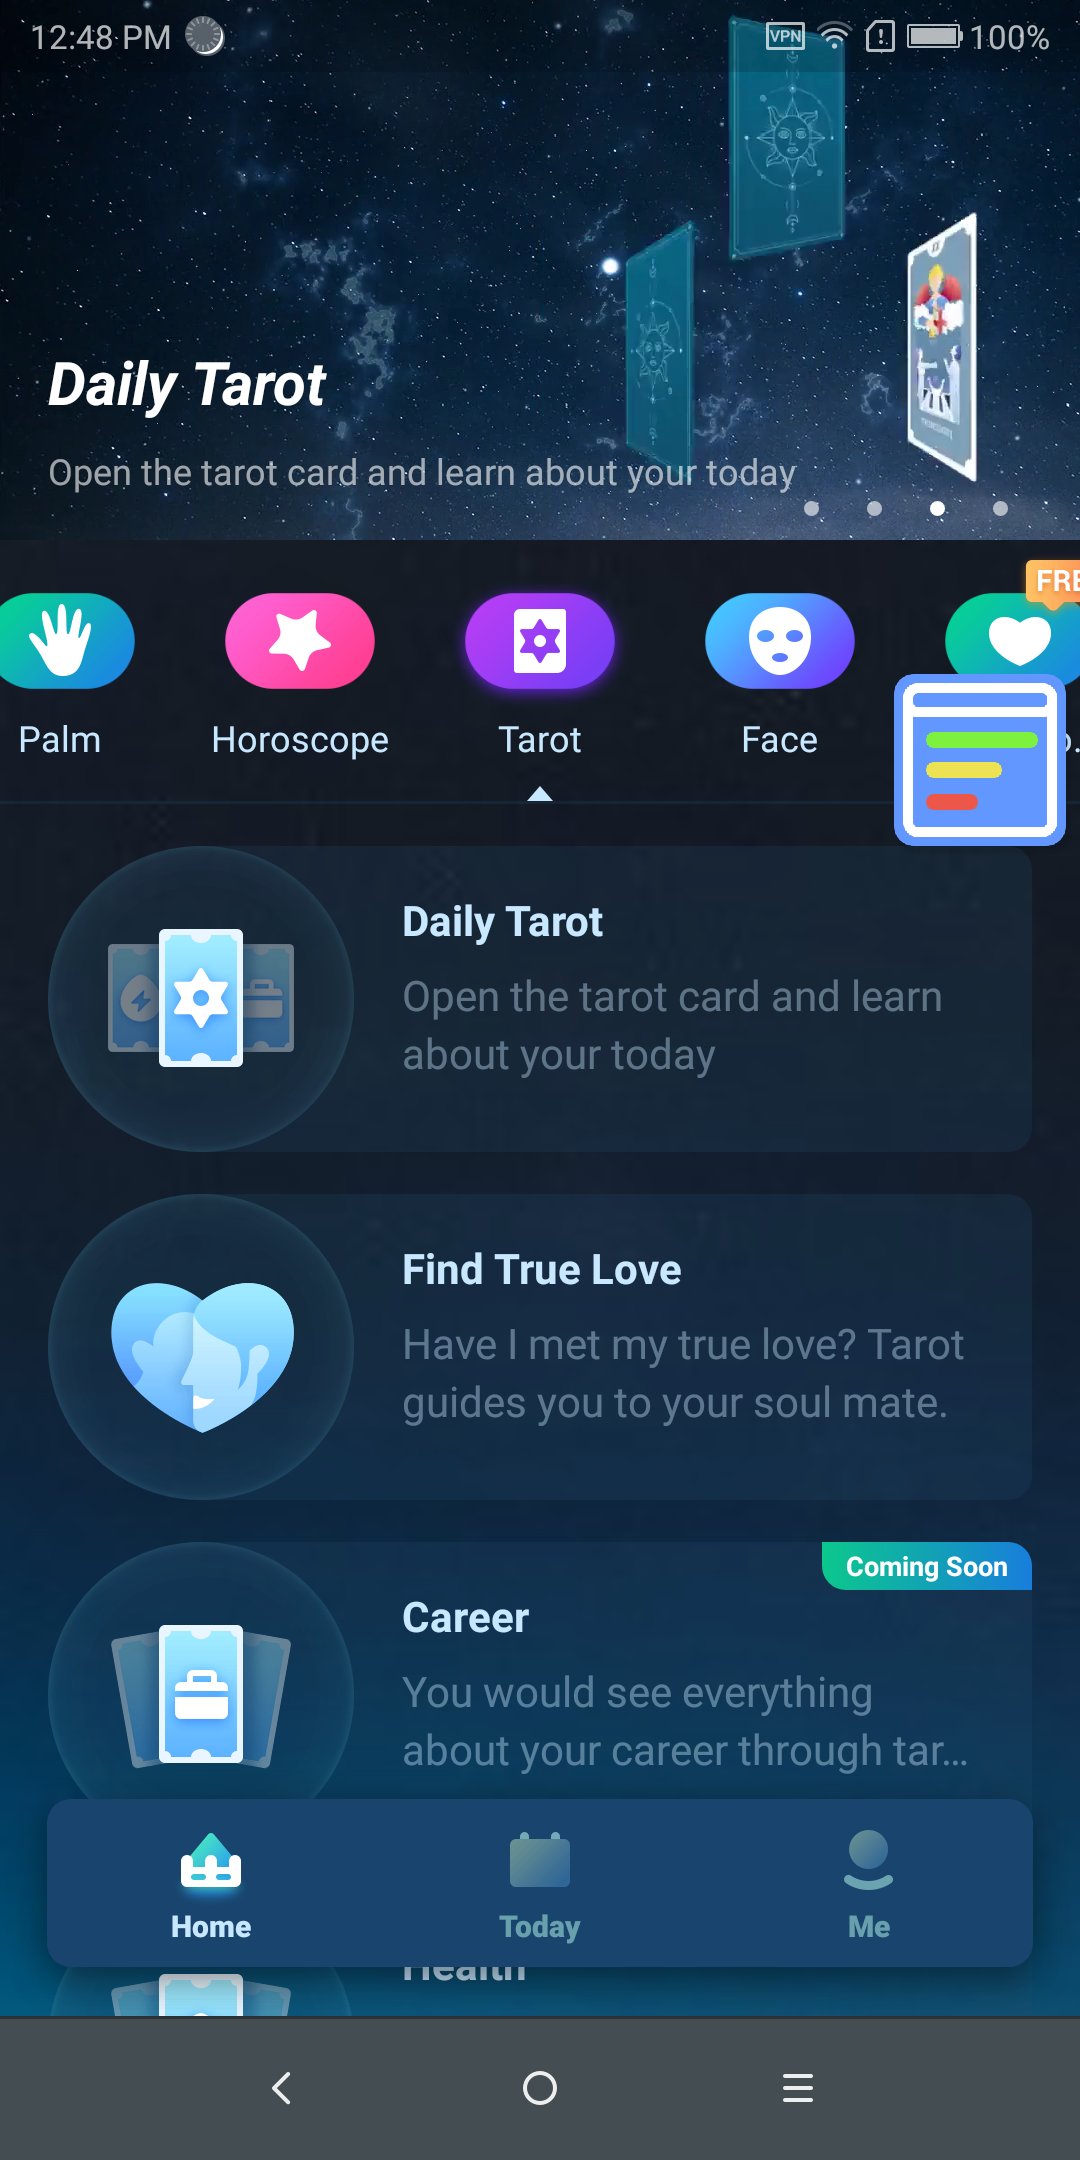 12:48 PM
VPN
100%
Daily Tarot
Open the tarot card and learn about your today
FRE
Palm
Horoscope
Tarot
Face
Daily Tarot
Open the tarot card and learn
about your today
Find True Love
Have I met my true love? Tarot
guides you to your soul mate.
Coming Soon
Career
You would see everything
about your career through tar...
Home
Today
Me
Health